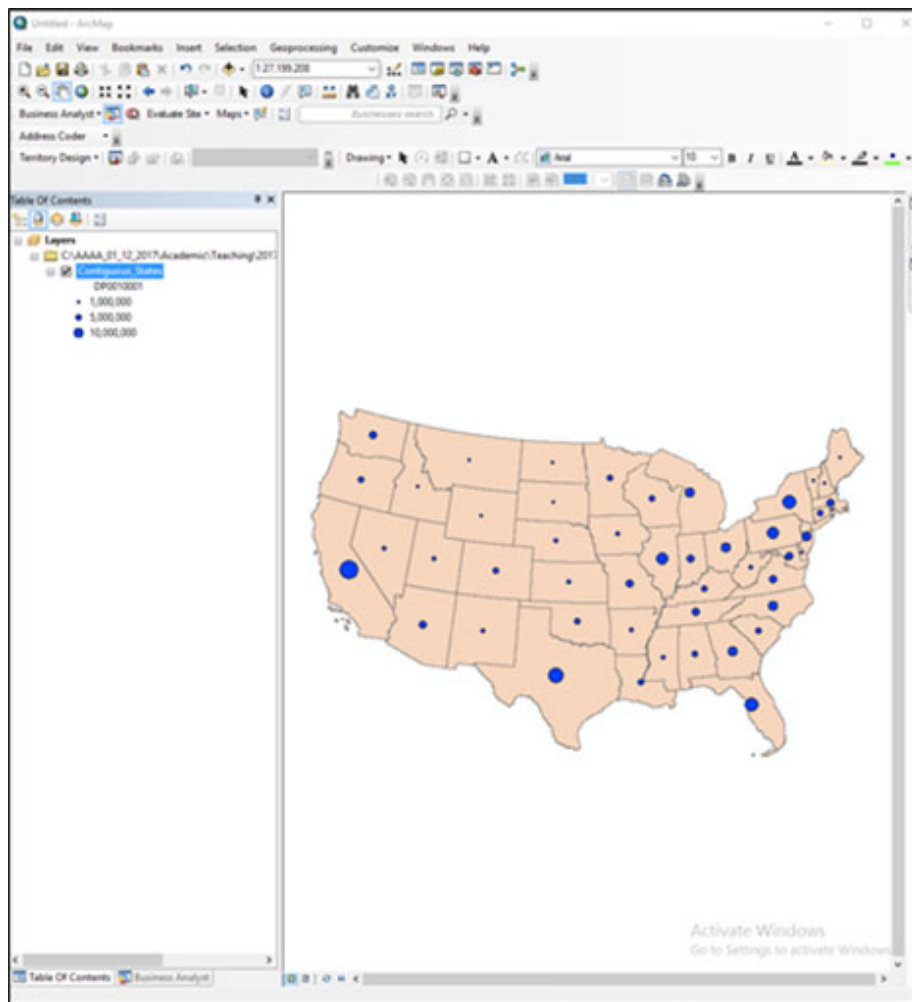 Untitled - ArcMap
File Edit View Bookmarks Insert Selection Geoprocessing Customize Windows Help
1:27,199,208
Business Analyst Evaluate Site Maps Businesses search
Address Coder
Territory Design Drawing A Arial 10 B I U A
Table Of Contents
Layers
C:\AAAA_01_12_2017\Academic\Teaching\2017
Contiguous_States
DP0010001
1,000,000
5,000,000
10,000,000
Activate Windows
Go to Settings to activate Windows
Table Of Contents Business Analyst